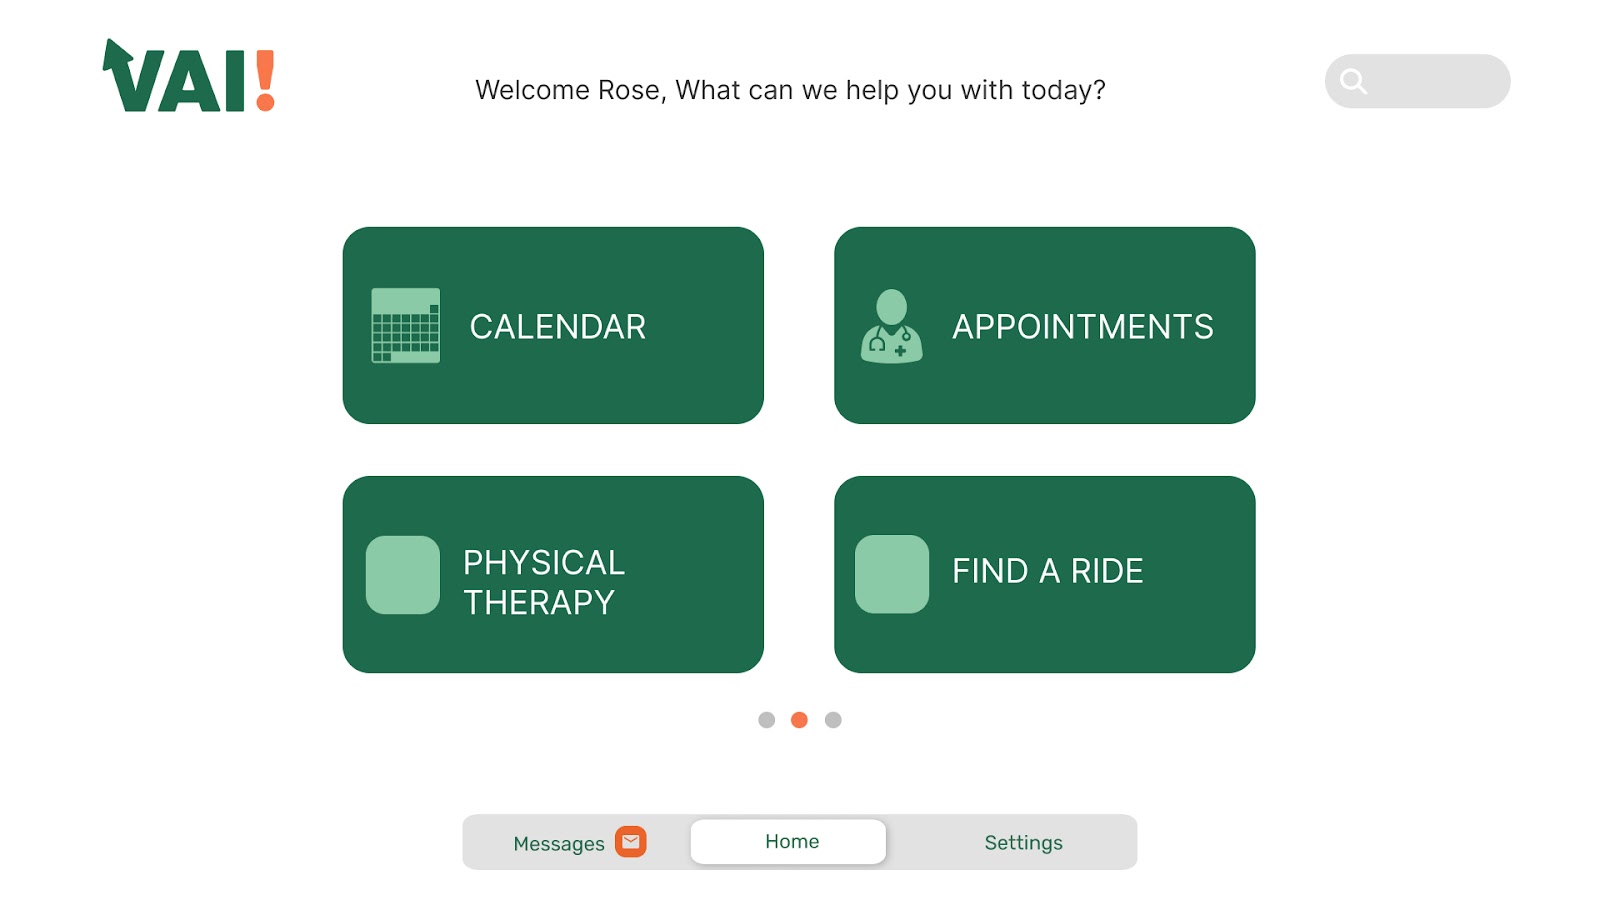 VAI!
Welcome Rose, What can we help you with today?
CALENDAR
APPOINTMENTS
PHYSICAL
THERAPY
FIND A RIDE
Messages
Home
Settings